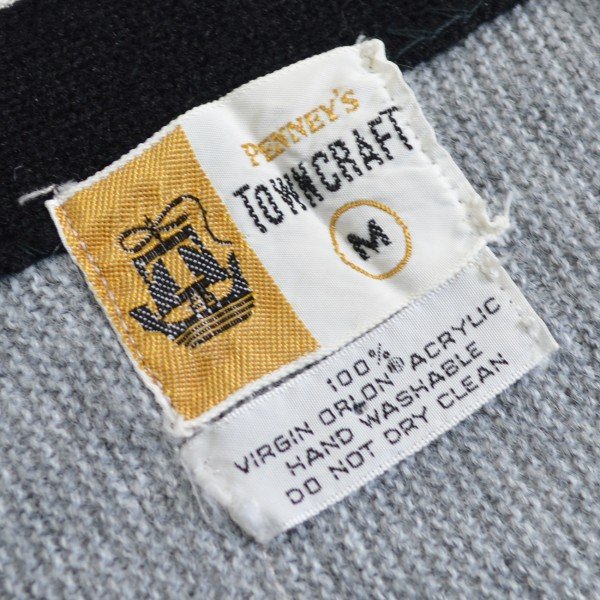 PENNEY'S
TOWNCRAFT
M
100%
VIRGIN ORLON® ACRYLIC
HAND WASHABLE
DO NOT DRY CLEAN